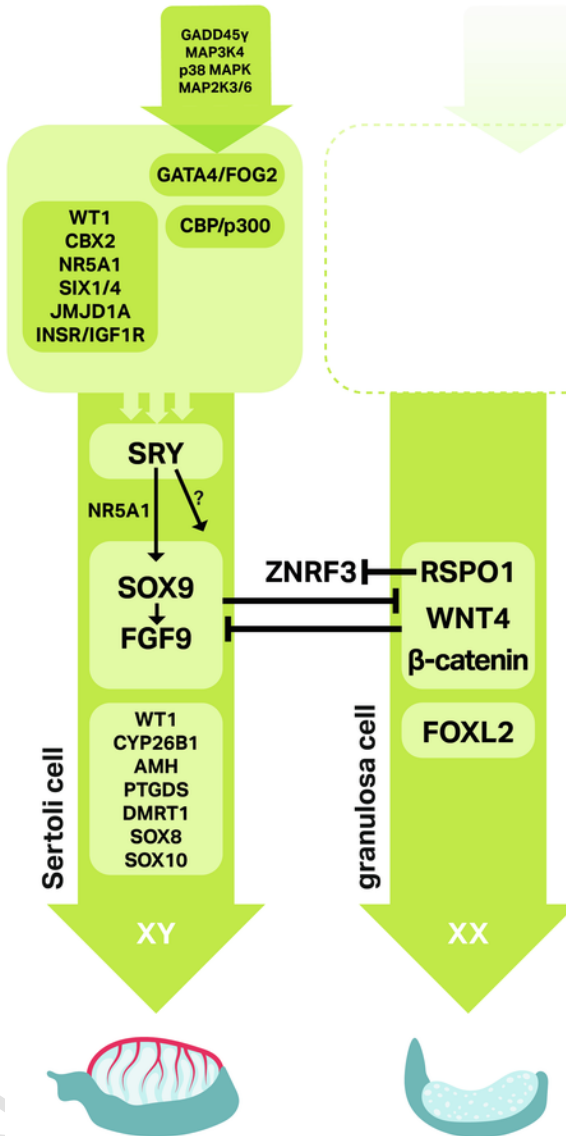 GADD45γ
MAP3K4
p38 MAPK
MAP2K3/6
GATA4/FOG2
CBP/p300
WT1
CBX2
NR5A1
SIX1/4
JMJD1A
INSR/IGF1R
SRY
NR5A1
?
SOX9
FGF9
ZNRF3
RSPO1
WNT4
β-catenin
FOXL2
WT1
CYP26B1
AMH
PTGDS
DMRT1
SOX8
SOX10
Sertoli cell
granulosa cell
XY
XX